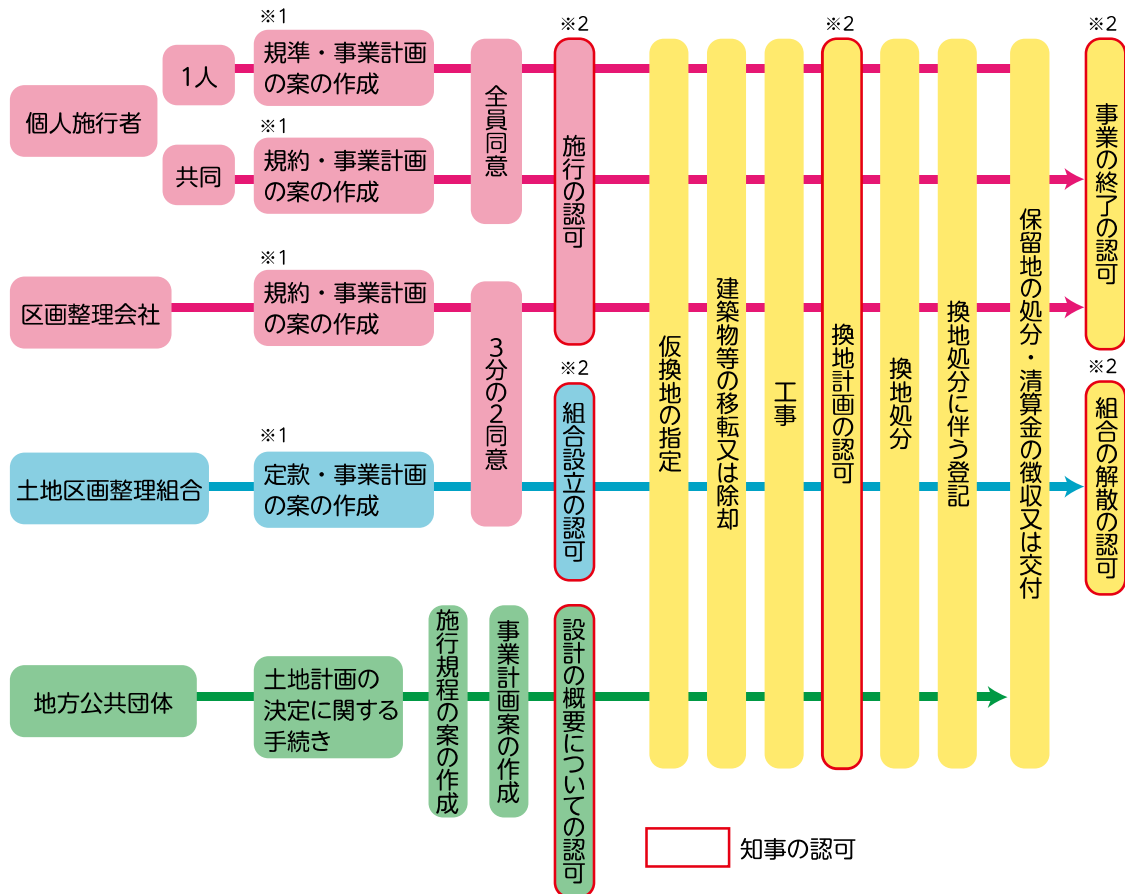 個人施行者
1人
※1
規準・事業計画
の案の作成
共同
※1
規約・事業計画
の案の作成
全員同意
※2
施行の認可
区画整理会社
※1
規約・事業計画
の案の作成
3分の2同意
土地区画整理組合
※1
定款・事業計画
の案の作成
※2
組合設立の認可
地方公共団体
土地計画の
決定に関する
手続き
施行規程の案の作成
事業計画案の作成
設計の概要についての認可
仮換地の指定
建築物等の移転又は除却
工事
※2
換地計画の認可
換地処分
換地処分に伴う登記
保留地の処分・清算金の徴収又は交付
※2
事業の終了の認可
※2
組合の解散の認可
知事の認可